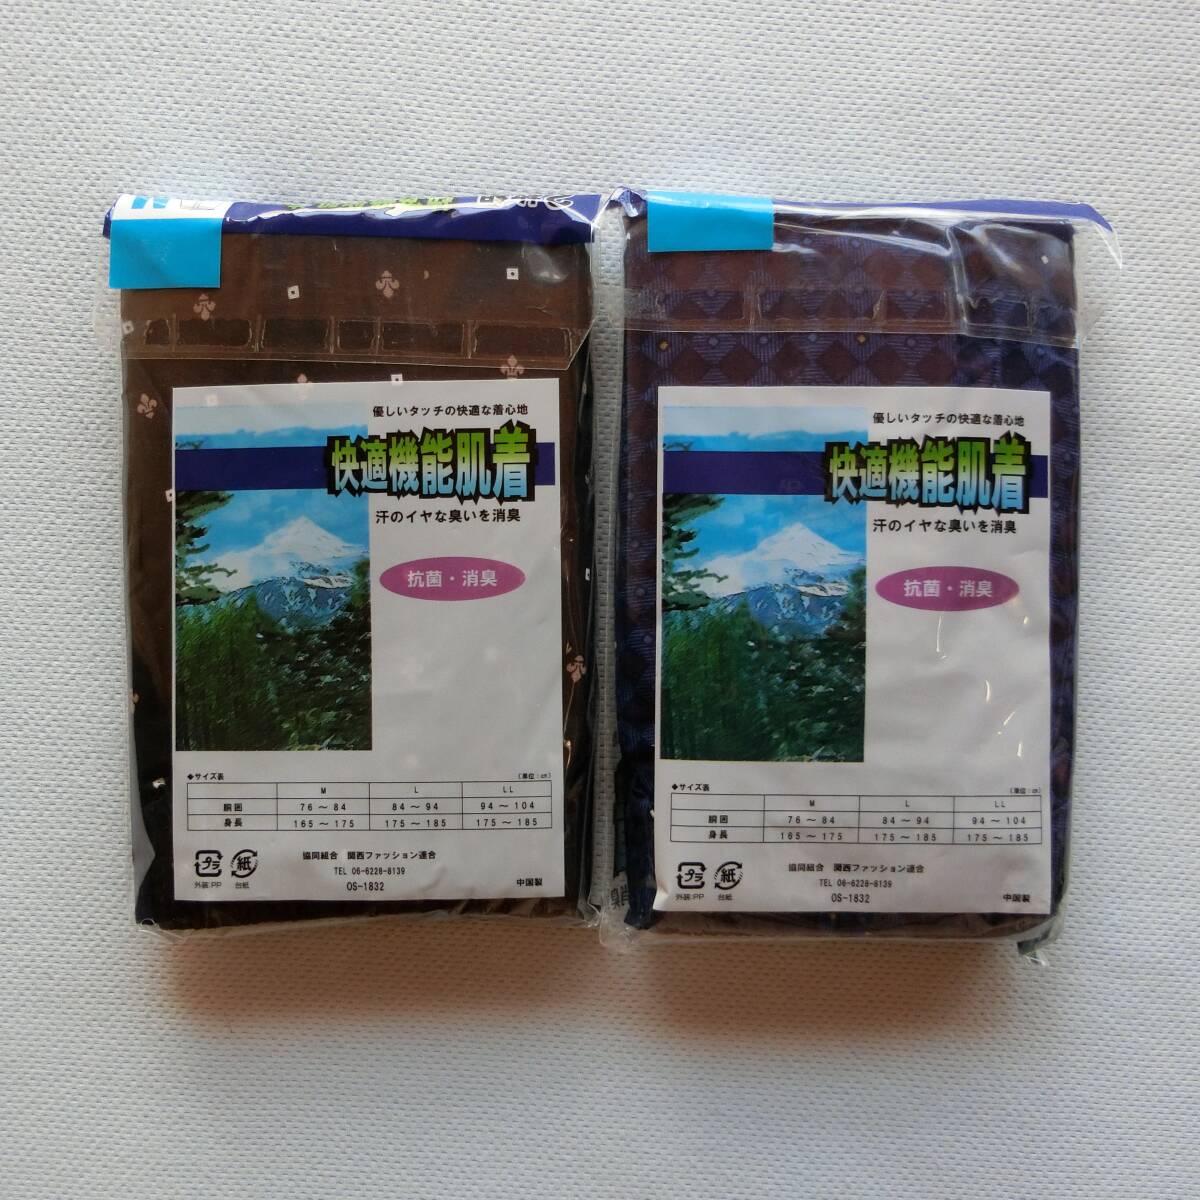 優しいタッチの快適な着心地
快適機能肌着
汗のイヤな臭いを消臭
抗菌・消臭
◆サイズ表 (単位:cm)
M L LL
胴囲 76～84 84～94 94～104
身長 165～175 175～185 175～185
プラ 紙
外装:PP 台紙
協同組合 関西ファッション連合
TEL 06-6228-8139
OS-1832
中国製
優しいタッチの快適な着心地
快適機能肌着
汗のイヤな臭いを消臭
抗菌・消臭
◆サイズ表 (単位:cm)
M L LL
胴囲 76～84 84～94 94～104
身長 165～175 175～185 175～185
プラ 紙
外装:PP 台紙
協同組合 関西ファッション連合
TEL 06-6228-8139
OS-1832
中国製